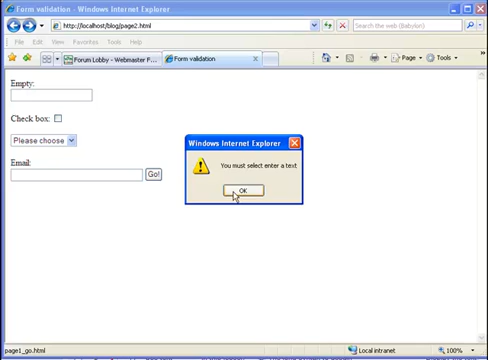 Form validation - Windows Internet Explorer
http://localhost/blog/page2.html
Search the web (Babylon)
File Edit View Favorites Tools Help
Forum Lobby - Webmaster F...
Form validation
Page
Tools
Empty:
Check box:
Please choose
Email:
Go!
Windows Internet Explorer
You must select enter a text
OK
page1_go.html
Local intranet
100%